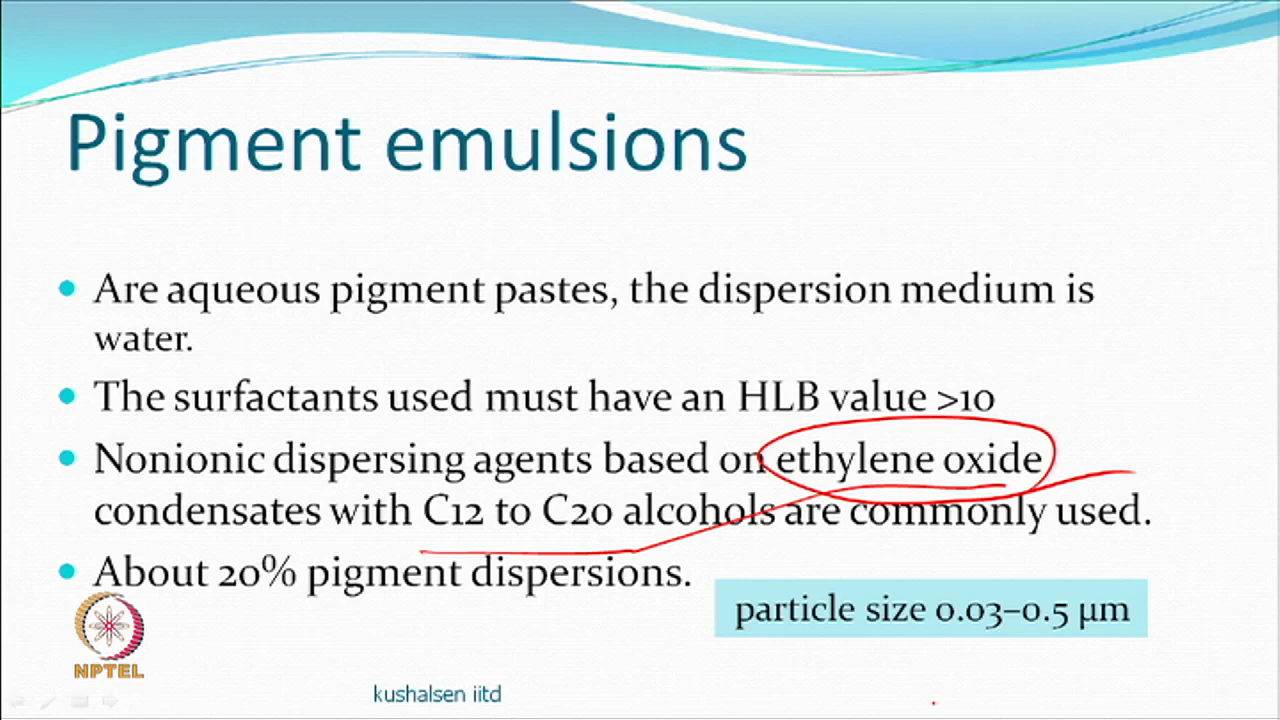 Pigment emulsions
Are aqueous pigment pastes, the dispersion medium is
water.
The surfactants used must have an HLB value >10
Nonionic dispersing agents based on ethylene oxide
condensates with C12 to C20 alcohols are commonly used.
About 20% pigment dispersions.
particle size 0.03–0.5 µm
NPTEL
kushalsen iitd